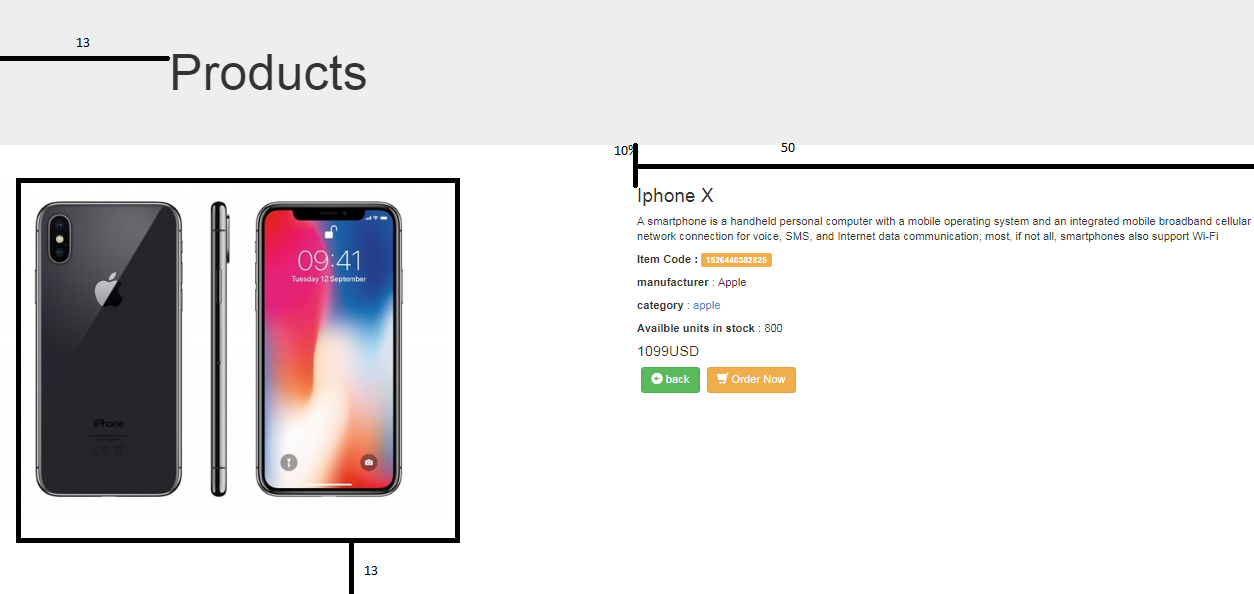 13
Products
10%
50
Iphone X
A smartphone is a handheld personal computer with a mobile operating system and an integrated mobile broadband cellular
network connection for voice, SMS, and Internet data communication; most, if not all, smartphones also support Wi-Fi
Item Code : 1526440382825
manufacturer : Apple
category : apple
Availble units in stock : 800
1099USD
back Order Now
09:41
Tuesday 12 September
iPhone
13